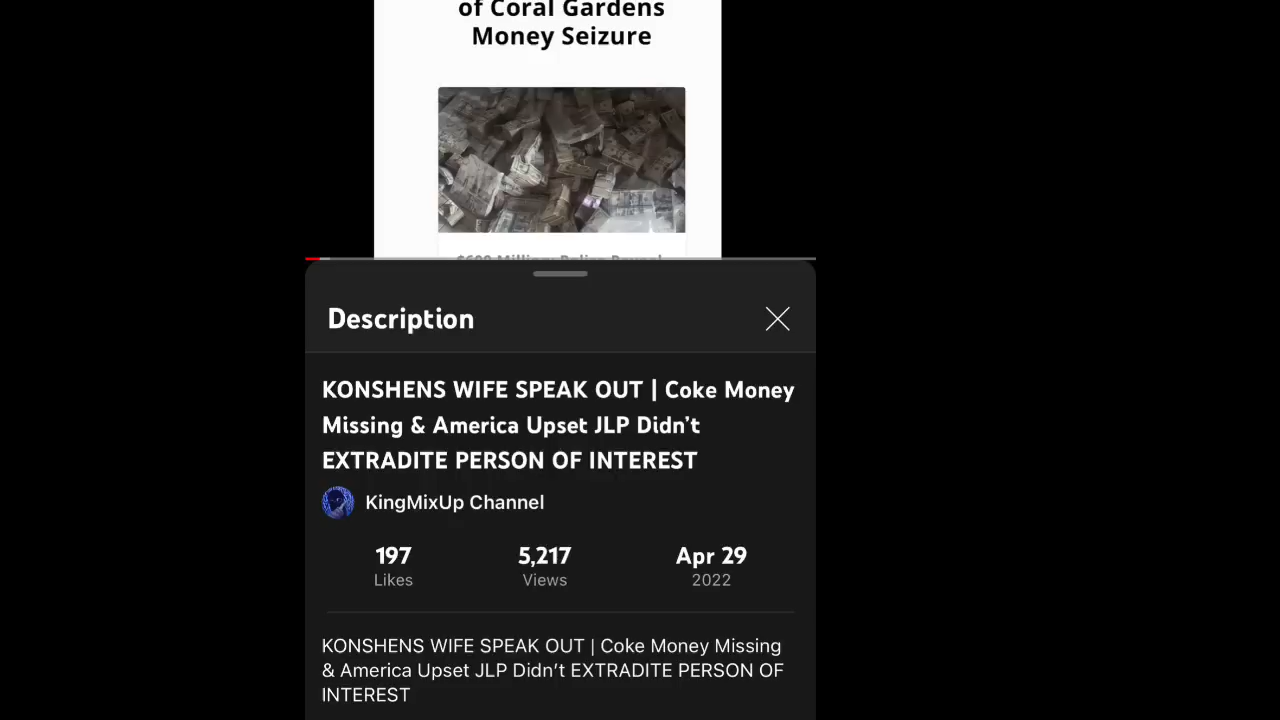 of Coral Gardens
Money Seizure
Description
KONSHENS WIFE SPEAK OUT | Coke Money
Missing & America Upset JLP Didn't
EXTRADITE PERSON OF INTEREST
KingMixUp Channel
197 5,217 Apr 29
Likes Views 2022
KONSHENS WIFE SPEAK OUT | Coke Money Missing
& America Upset JLP Didn't EXTRADITE PERSON OF
INTEREST